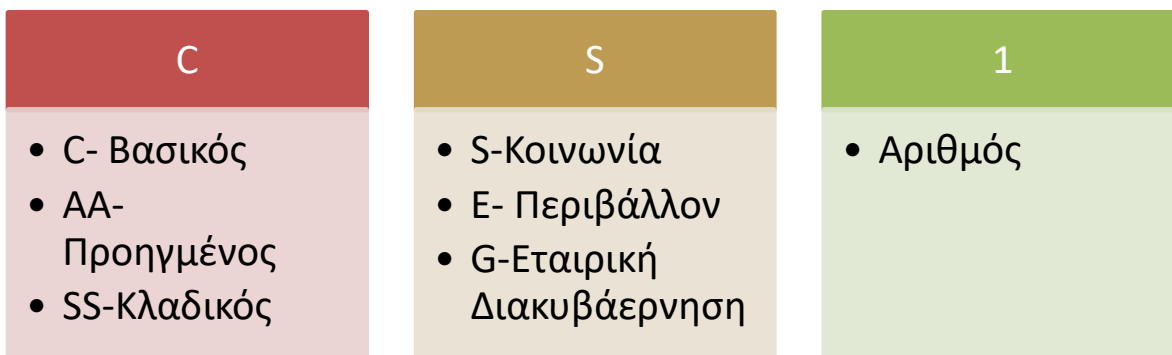 C
• C- Βασικός
• AA-
Προηγμένος
• SS-Κλαδικός
S
• S-Κοινωνία
• E- Περιβάλλον
• G-Εταιρική
Διακυβάερνηση
1
• Αριθμός